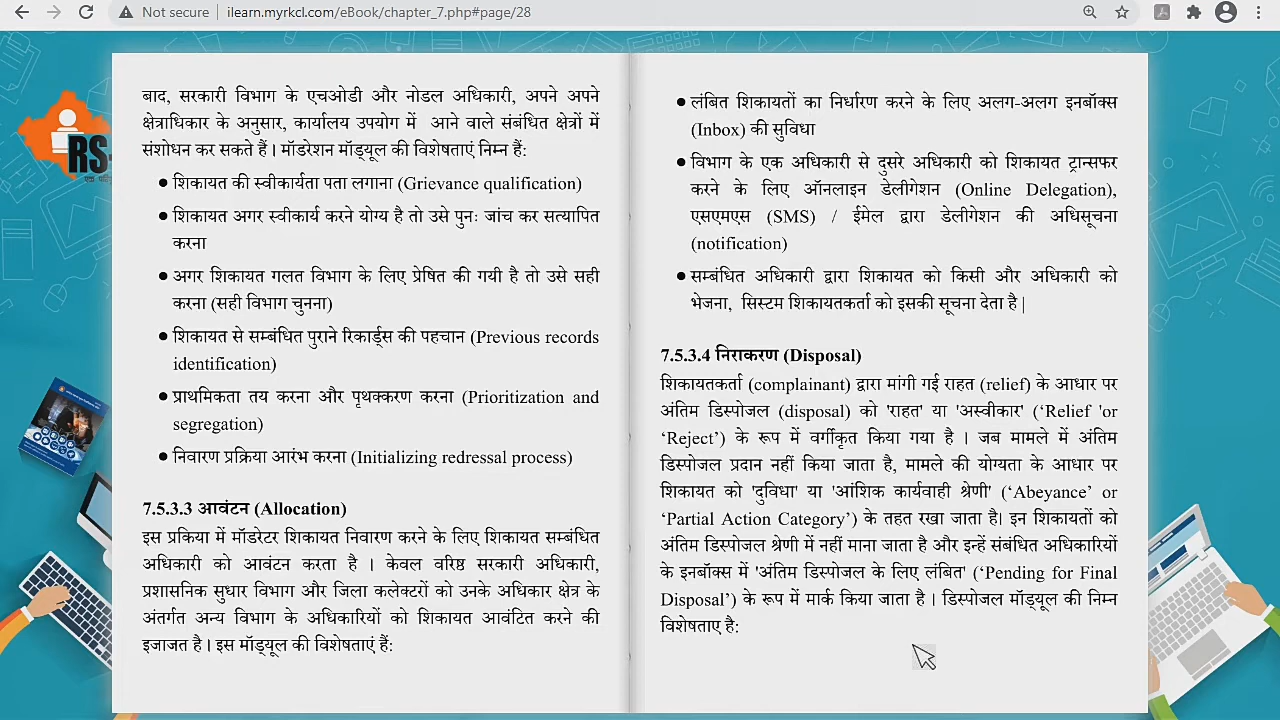 Not secure | ilearn.myrkcl.com/eBook/chapter_7.php#page/28
RS-
बाद, सरकारी विभाग के एचओडी और नोडल अधिकारी, अपने अपने
क्षेत्राधिकार के अनुसार, कार्यालय उपयोग में आने वाले संबंधित क्षेत्रों में
संशोधन कर सकते हैं। मॉडरेशन मॉड्यूल की विशेषताएं निम्न हैं:
● शिकायत की स्वीकार्यता पता लगाना (Grievance qualification)
● शिकायत अगर स्वीकार्य करने योग्य है तो उसे पुनः जांच कर सत्यापित
करना
● अगर शिकायत गलत विभाग के लिए प्रेषित की गयी है तो उसे सही
करना (सही विभाग चुनना)
● शिकायत से सम्बंधित पुराने रिकार्ड्स की पहचान (Previous records
identification)
● प्राथमिकता तय करना और पृथक्करण करना (Prioritization and
segregation)
● निवारण प्रक्रिया आरंभ करना (Initializing redressal process)
7.5.3.3 आवंटन (Allocation)
इस प्रकिया में मॉडरेटर शिकायत निवारण करने के लिए शिकायत सम्बंधित
अधिकारी को आवंटन करता है । केवल वरिष्ठ सरकारी अधिकारी,
प्रशासनिक सुधार विभाग और जिला कलेक्टरों को उनके अधिकार क्षेत्र के
अंतर्गत अन्य विभाग के अधिकारियों को शिकायत आवंटित करने की
इजाजत है। इस मॉड्यूल की विशेषताएं हैं:
● लंबित शिकायतों का निर्धारण करने के लिए अलग-अलग इनबॉक्स
(Inbox) की सुविधा
● विभाग के एक अधिकारी से दुसरे अधिकारी को शिकायत ट्रान्सफर
करने के लिए ऑनलाइन डेलीगेशन (Online Delegation),
एसएमएस (SMS) / ईमेल द्वारा डेलीगेशन की अधिसूचना
(notification)
● सम्बंधित अधिकारी द्वारा शिकायत को किसी और अधिकारी को
भेजना, सिस्टम शिकायतकर्ता को इसकी सूचना देता है |
7.5.3.4 निराकरण (Disposal)
शिकायतकर्ता (complainant) द्वारा मांगी गई राहत (relief) के आधार पर
अंतिम डिस्पोजल (disposal) को 'राहत' या 'अस्वीकार' (‘Relief 'or
‘Reject’) के रूप में वर्गीकृत किया गया है । जब मामले में अंतिम
डिस्पोजल प्रदान नहीं किया जाता है, मामले की योग्यता के आधार पर
शिकायत को 'दुविधा' या 'आंशिक कार्यवाही श्रेणी' (‘Abeyance’ or
‘Partial Action Category’) के तहत रखा जाता है। इन शिकायतों को
अंतिम डिस्पोजल श्रेणी में नहीं माना जाता है और इन्हें संबंधित अधिकारियों
के इनबॉक्स में 'अंतिम डिस्पोजल के लिए लंबित' (‘Pending for Final
Disposal’) के रूप में मार्क किया जाता है । डिस्पोजल मॉड्यूल की निम्न
विशेषताए है: